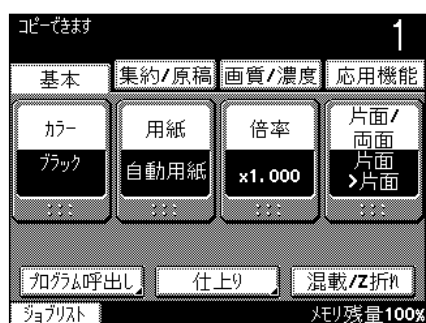 コピーできます
1
基本 集約/原稿 画質/濃度 応用機能
カラー 用紙 倍率 片面/
両面
ブラック 自動用紙 x1.000 片面
>片面
プログラム呼出し 仕上り 混載/Z折れ
ジョブリスト メモリ残量100%